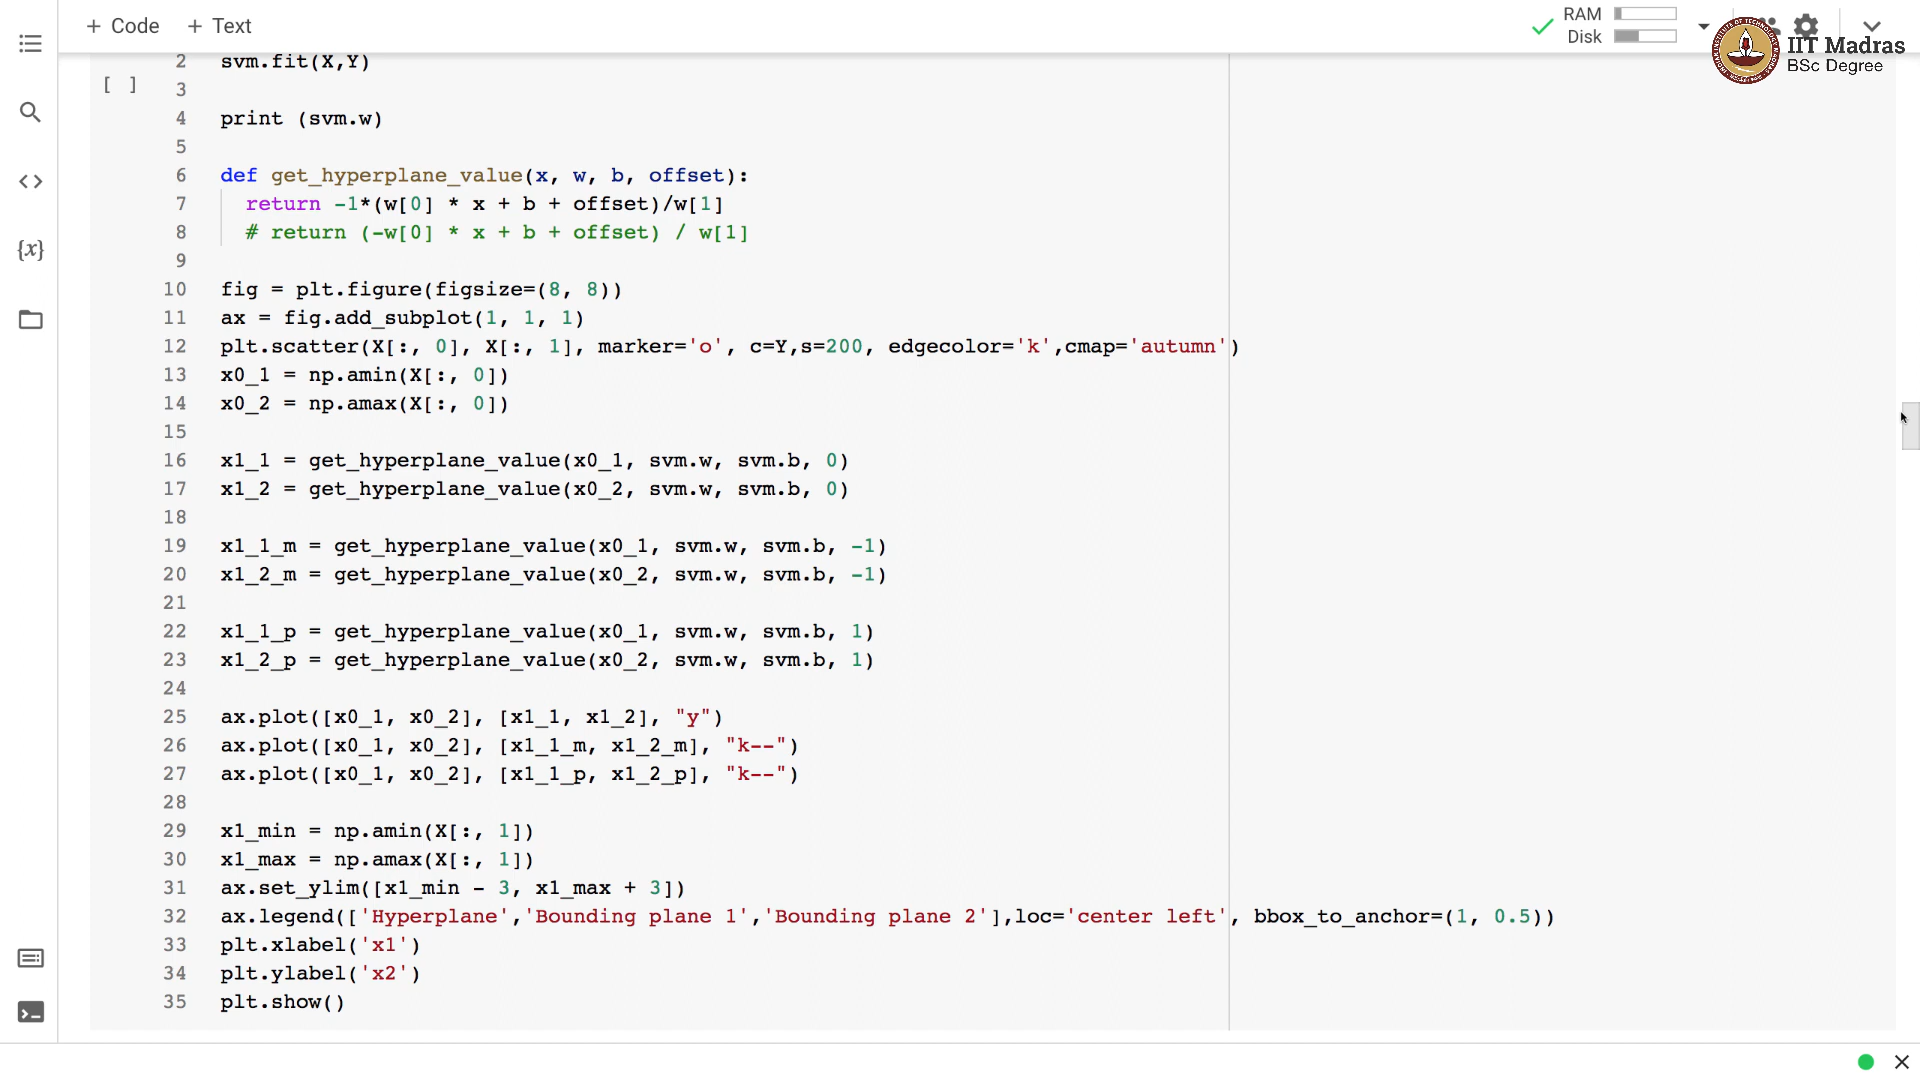 + Code + Text
RAM
Disk
IIT Madras
BSc Degree
2 svm.fit(X,Y)
[ ] 3
4 print (svm.w)
5
6 def get_hyperplane_value(x, w, b, offset):
7 return -1*(w[0] * x + b + offset)/w[1]
8 # return (-w[0] * x + b + offset) / w[1]
9
10 fig = plt.figure(figsize=(8, 8))
11 ax = fig.add_subplot(1, 1, 1)
12 plt.scatter(X[:, 0], X[:, 1], marker='o', c=Y,s=200, edgecolor='k',cmap='autumn')
13 x0_1 = np.amin(X[:, 0])
14 x0_2 = np.amax(X[:, 0])
15
16 x1_1 = get_hyperplane_value(x0_1, svm.w, svm.b, 0)
17 x1_2 = get_hyperplane_value(x0_2, svm.w, svm.b, 0)
18
19 x1_1_m = get_hyperplane_value(x0_1, svm.w, svm.b, -1)
20 x1_2_m = get_hyperplane_value(x0_2, svm.w, svm.b, -1)
21
22 x1_1_p = get_hyperplane_value(x0_1, svm.w, svm.b, 1)
23 x1_2_p = get_hyperplane_value(x0_2, svm.w, svm.b, 1)
24
25 ax.plot([x0_1, x0_2], [x1_1, x1_2], "y")
26 ax.plot([x0_1, x0_2], [x1_1_m, x1_2_m], "k--")
27 ax.plot([x0_1, x0_2], [x1_1_p, x1_2_p], "k--")
28
29 x1_min = np.amin(X[:, 1])
30 x1_max = np.amax(X[:, 1])
31 ax.set_ylim([x1_min - 3, x1_max + 3])
32 ax.legend(['Hyperplane','Bounding plane 1','Bounding plane 2'],loc='center left', bbox_to_anchor=(1, 0.5))
33 plt.xlabel('x1')
34 plt.ylabel('x2')
35 plt.show()